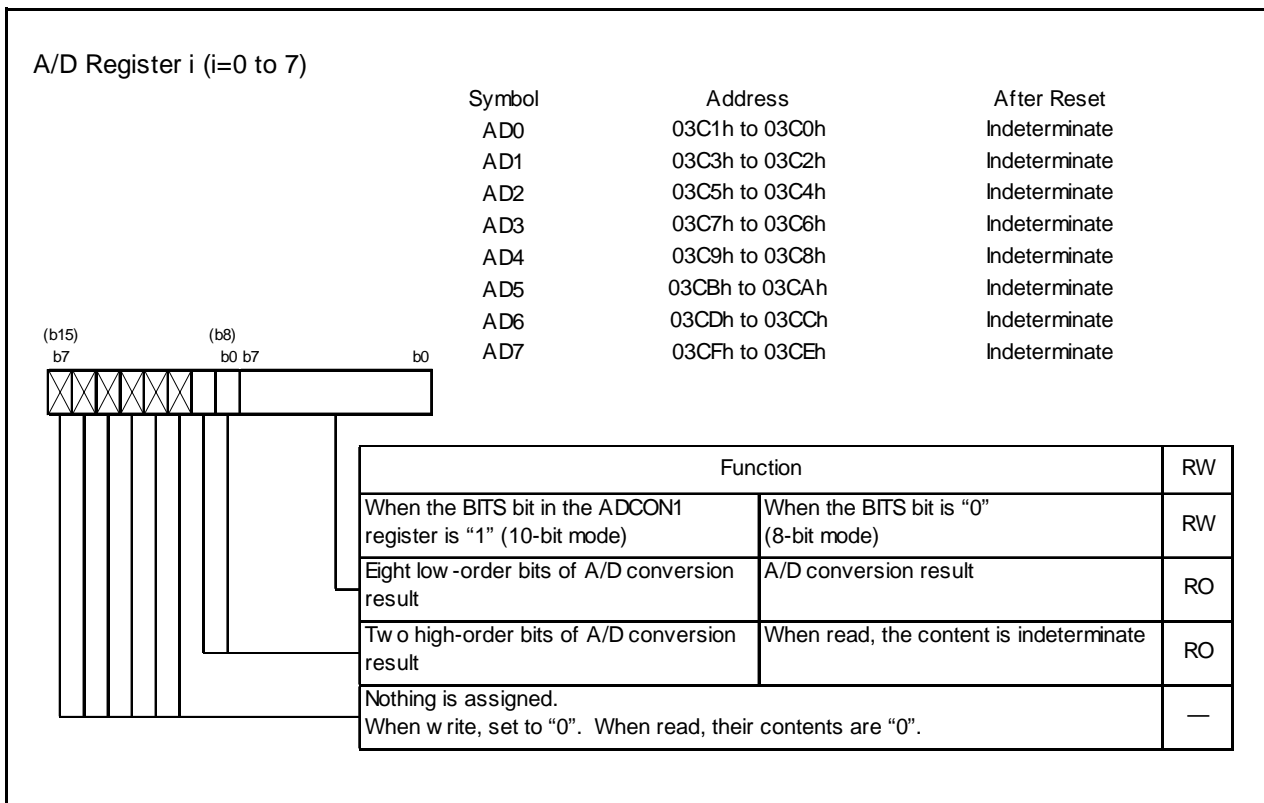 A/D Register i (i=0 to 7)
Symbol Address After Reset
AD0 03C1h to 03C0h Indeterminate
AD1 03C3h to 03C2h Indeterminate
AD2 03C5h to 03C4h Indeterminate
AD3 03C7h to 03C6h Indeterminate
AD4 03C9h to 03C8h Indeterminate
AD5 03CBh to 03CAh Indeterminate
AD6 03CDh to 03CCh Indeterminate
AD7 03CFh to 03CEh Indeterminate
(b15) (b8)
b7 b0 b7 b0
Function RW
When the BITS bit in the ADCON1 When the BITS bit is “0”
register is “1” (10-bit mode) (8-bit mode) RW
Eight low-order bits of A/D conversion A/D conversion result
result RO
Two high-order bits of A/D conversion When read, the content is indeterminate
result RO
Nothing is assigned.
When write, set to “0”. When read, their contents are “0”. —